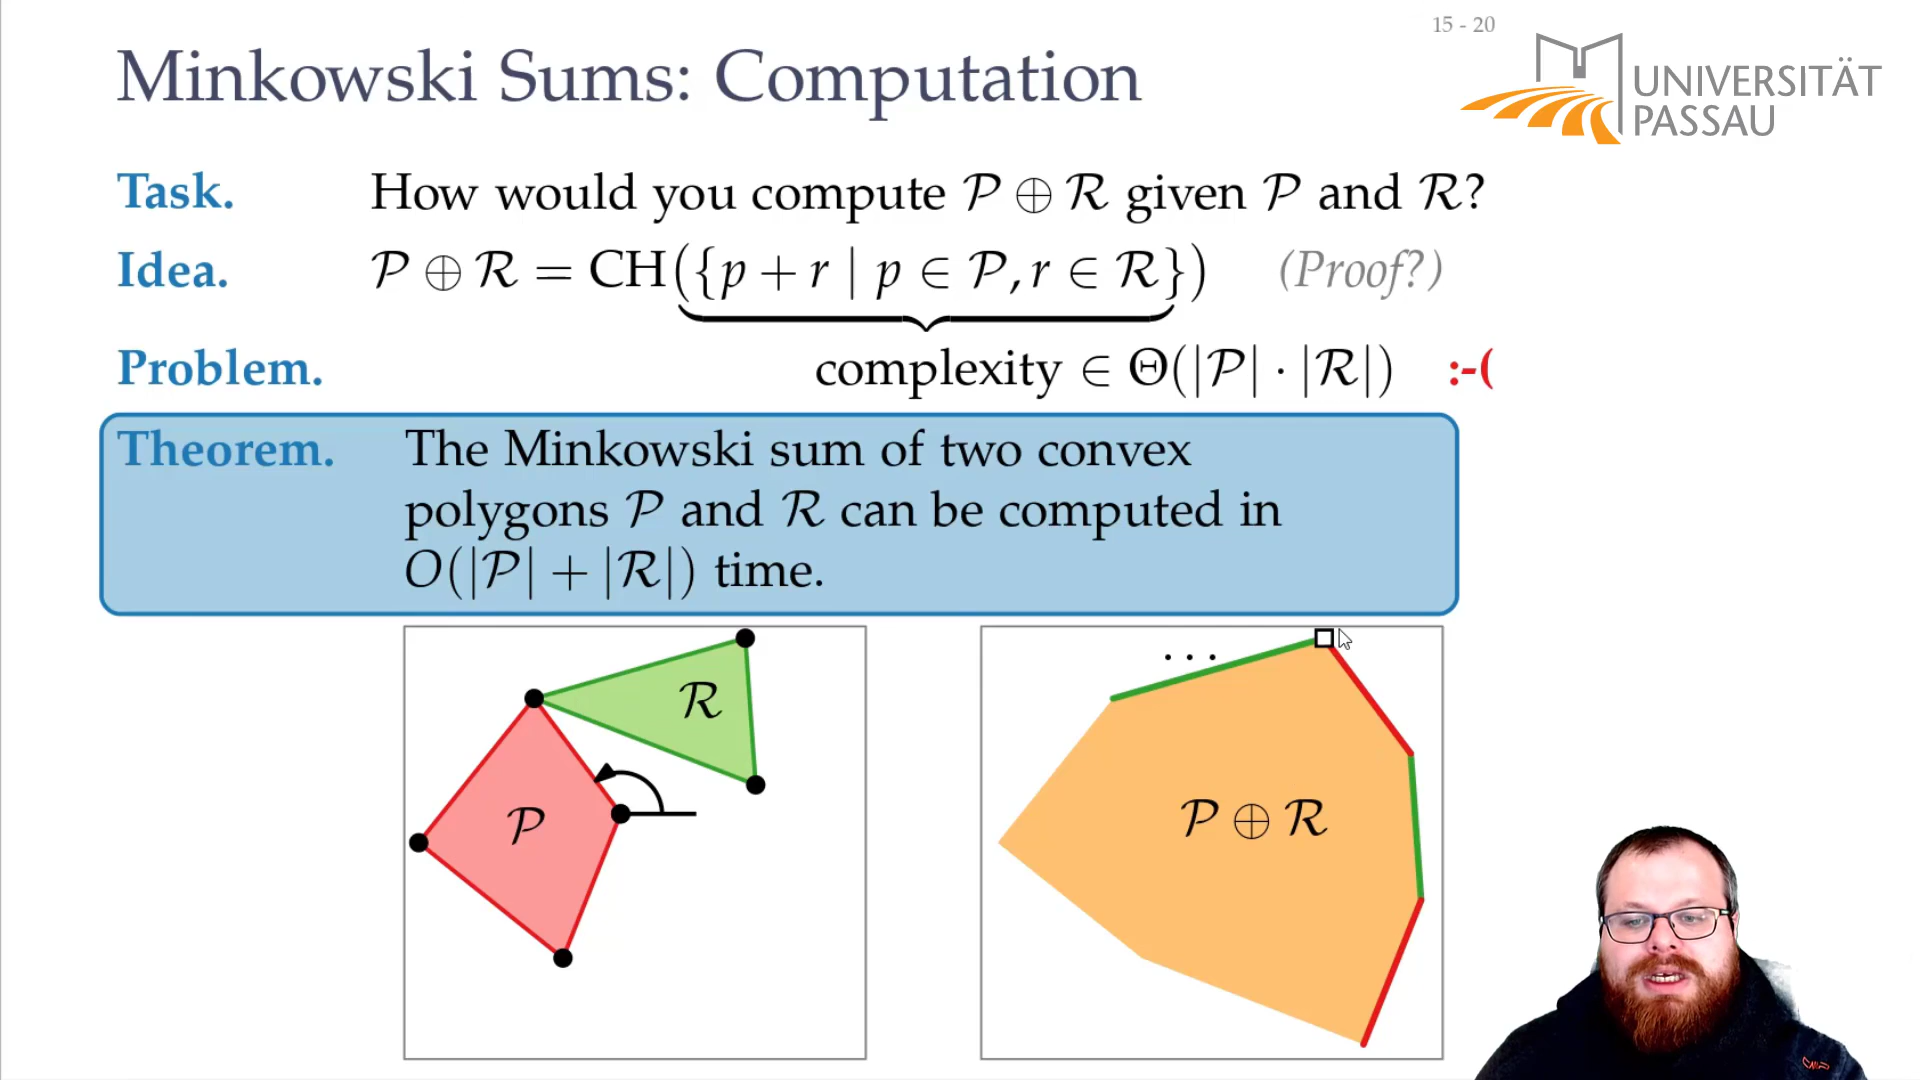 15 - 20
Minkowski Sums: Computation
UNIVERSITÄT
PASSAU
Task. How would you compute 𝒫 ⊕ ℛ given 𝒫 and ℛ?
Idea. 𝒫 ⊕ ℛ = CH({p + r | p ∈ 𝒫, r ∈ ℛ}) (Proof?)
Problem. complexity ∈ Θ(|𝒫| · |ℛ|) :-(
Theorem. The Minkowski sum of two convex
polygons 𝒫 and ℛ can be computed in
O(|𝒫| + |ℛ|) time.
ℛ
𝒫
. . .
𝒫 ⊕ ℛ